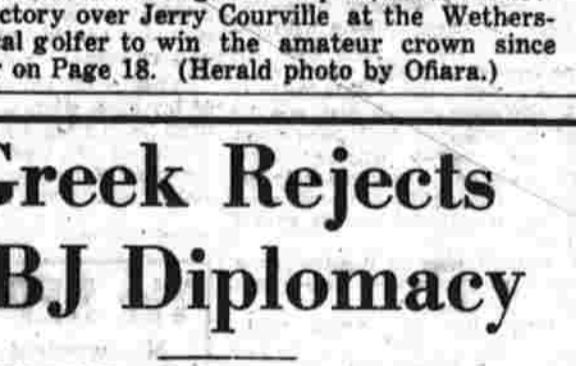 ctory over Jerry Courville at the Wethers-
al golfer to win the amateur crown since
on Page 18. (Herald photo by Ofiara.)
Greek Rejects
BJ Diplomacy